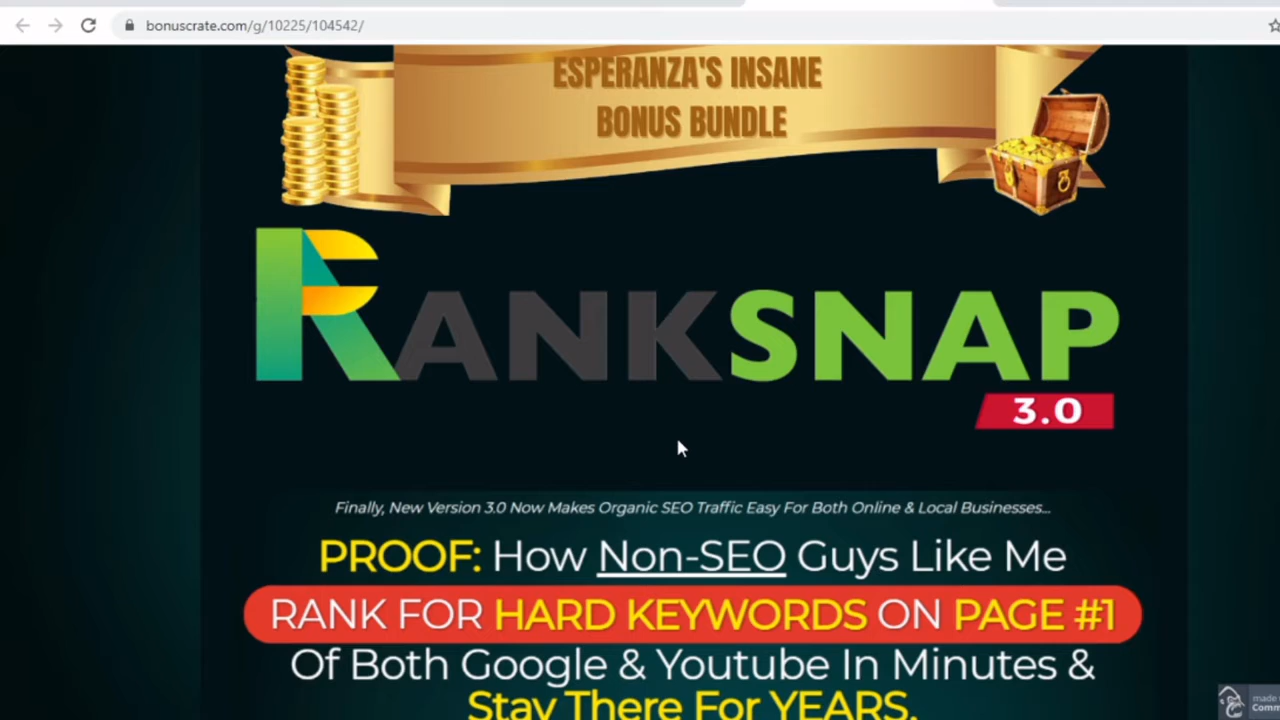 bonuscrate.com/g/10225/104542/
ESPERANZA'S INSANE
BONUS BUNDLE
RANKSNAP
3.0
Finally, New Version 3.0 Now Makes Organic SEO Traffic Easy For Both Online & Local Businesses...
PROOF: How Non-SEO Guys Like Me
RANK FOR HARD KEYWORDS ON PAGE #1
Of Both Google & Youtube In Minutes &
Stay There For YEARS.
made